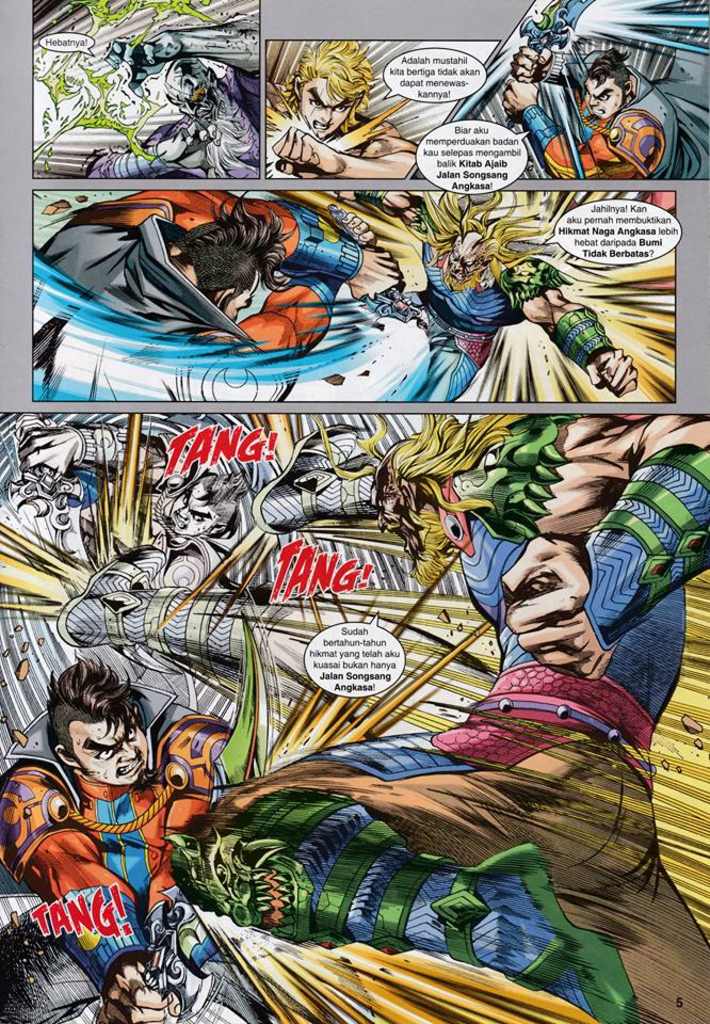 Hebatnya!
Adalah mustahil
kita bertiga tidak akan
dapat menewas-
kannya!
Biar aku
memperdukan
kau selepas mengambil
balik Kitab Ajaib
Jalan Songsang
Angkasa!
Jahilnya! Kan
aku pernah membuktikan
Hikmat Naga Angkasa lebih
hebat daripada Bumi
Tidak Berbatas?
TANG!
TANG!
Sudah
bertahun-tahun
hikmat yang telah aku
kuasai bukan hanya
Jalan Songsang
Angkasa!
TANG!
5